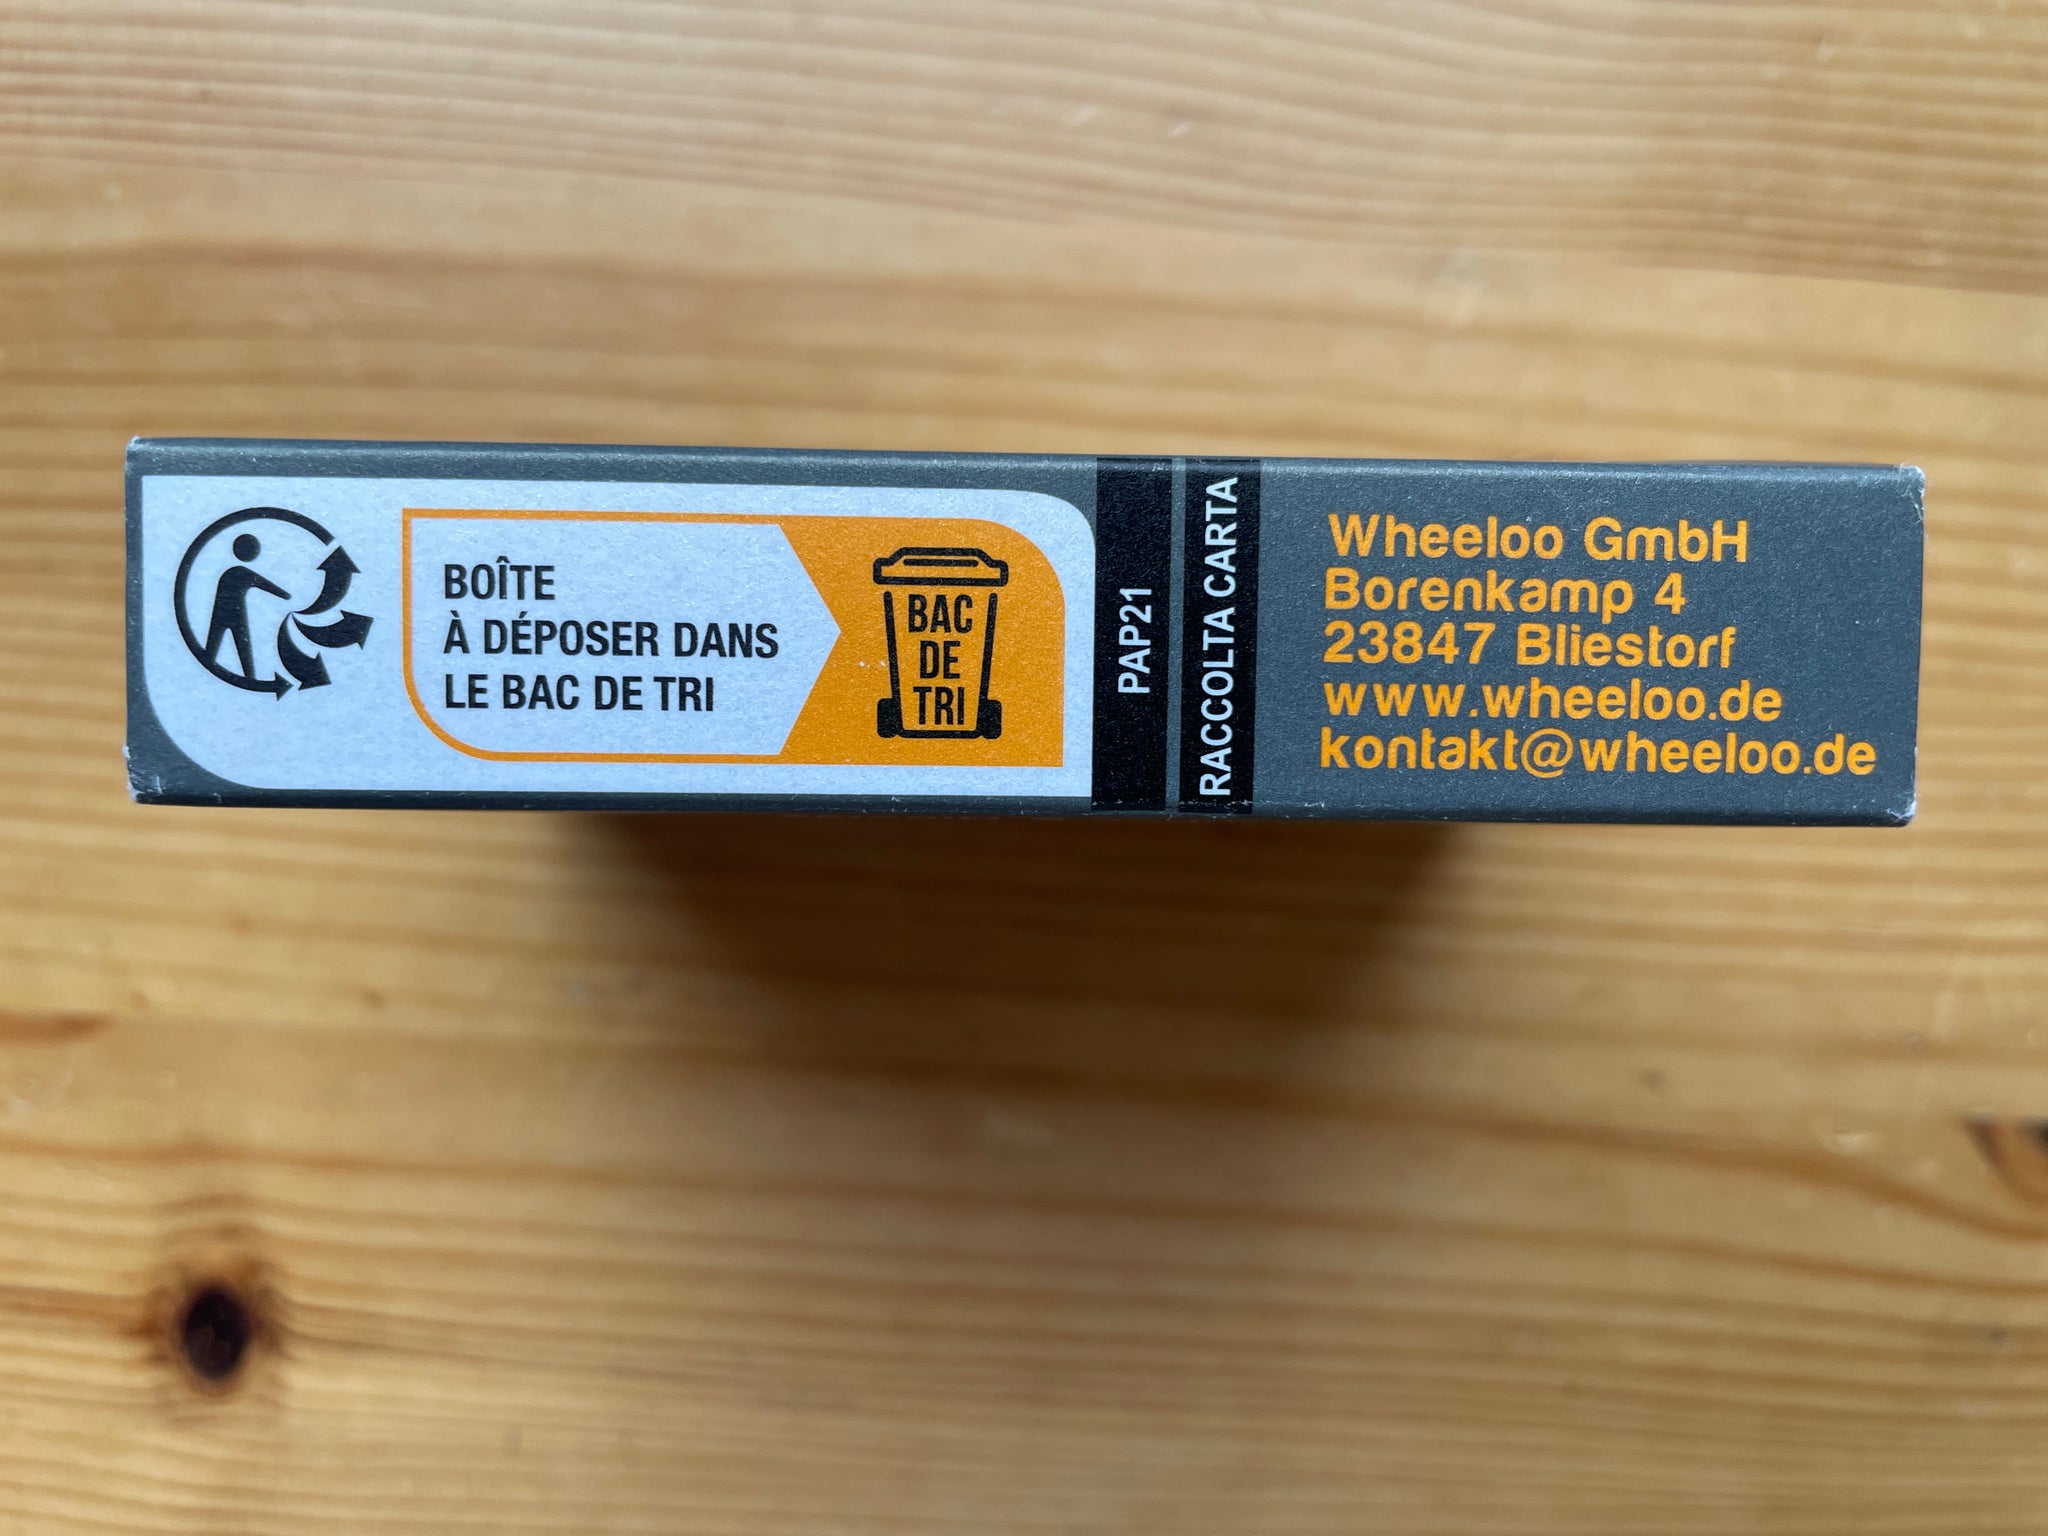 BOÎTE
À DÉPOSER DANS
LE BAC DE TRI
BAC
DE
TRI
PAP21
RACCOLTA CARTA
Wheeloo GmbH
Borenkamp 4
23847 Bliestorf
www.wheeloo.de
kontakt@wheeloo.de